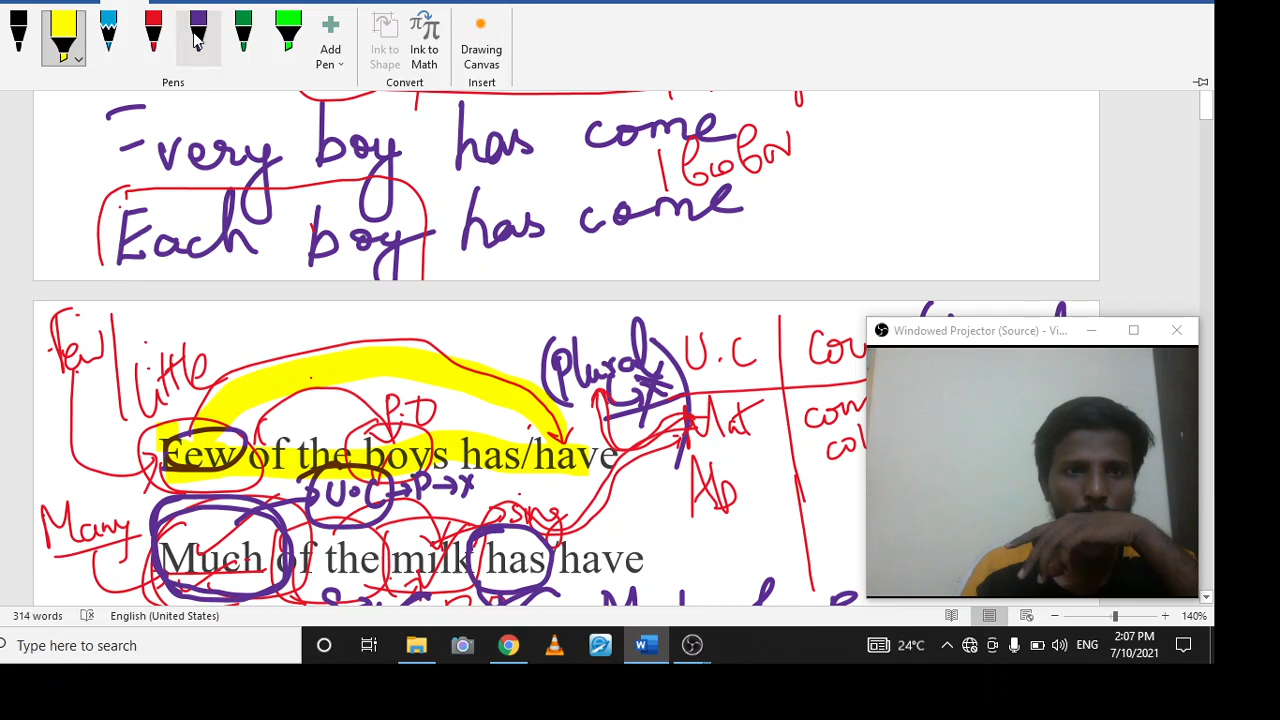 Add
Pen
Ink to
Shape
Ink to
Math
Drawing
Canvas
Pens
Convert
Insert
Every boy has come
Each boy has come
Few
Little
(Plural
U.C
P.D
Few of the boys has/have
U.C → P → x
Many
sing
Much of the milk has/have
Windowed Projector (Source) - Vi...
314 words
English (United States)
140%
Type here to search
24°C
ENG
2:07 PM
7/10/2021